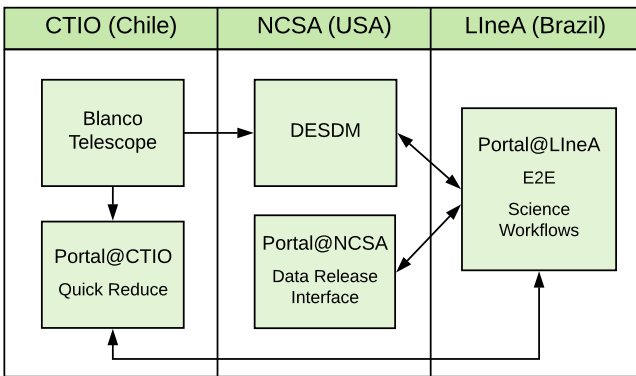 CTIO (Chile)
NCSA (USA)
LIneA (Brazil)
Blanco
Telescope
DESDM
Portal@LIneA
E2E
Science
Workflows
Portal@CTIO
Quick Reduce
Portal@NCSA
Data Release
Interface